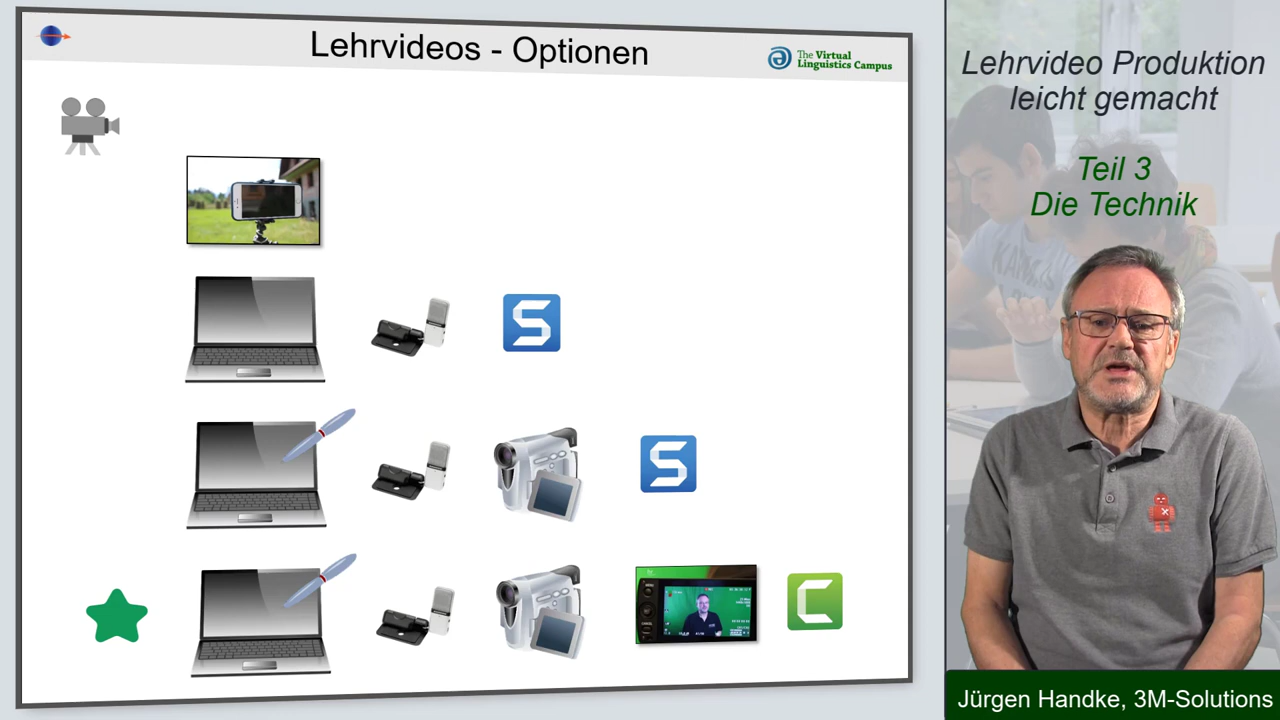 Lehrvideos - Optionen
The Virtual
Linguistics Campus
Lehrvideo Produktion
leicht gemacht
Teil 3
Die Technik
S
S
C
Jürgen Handke, 3M-Solutions